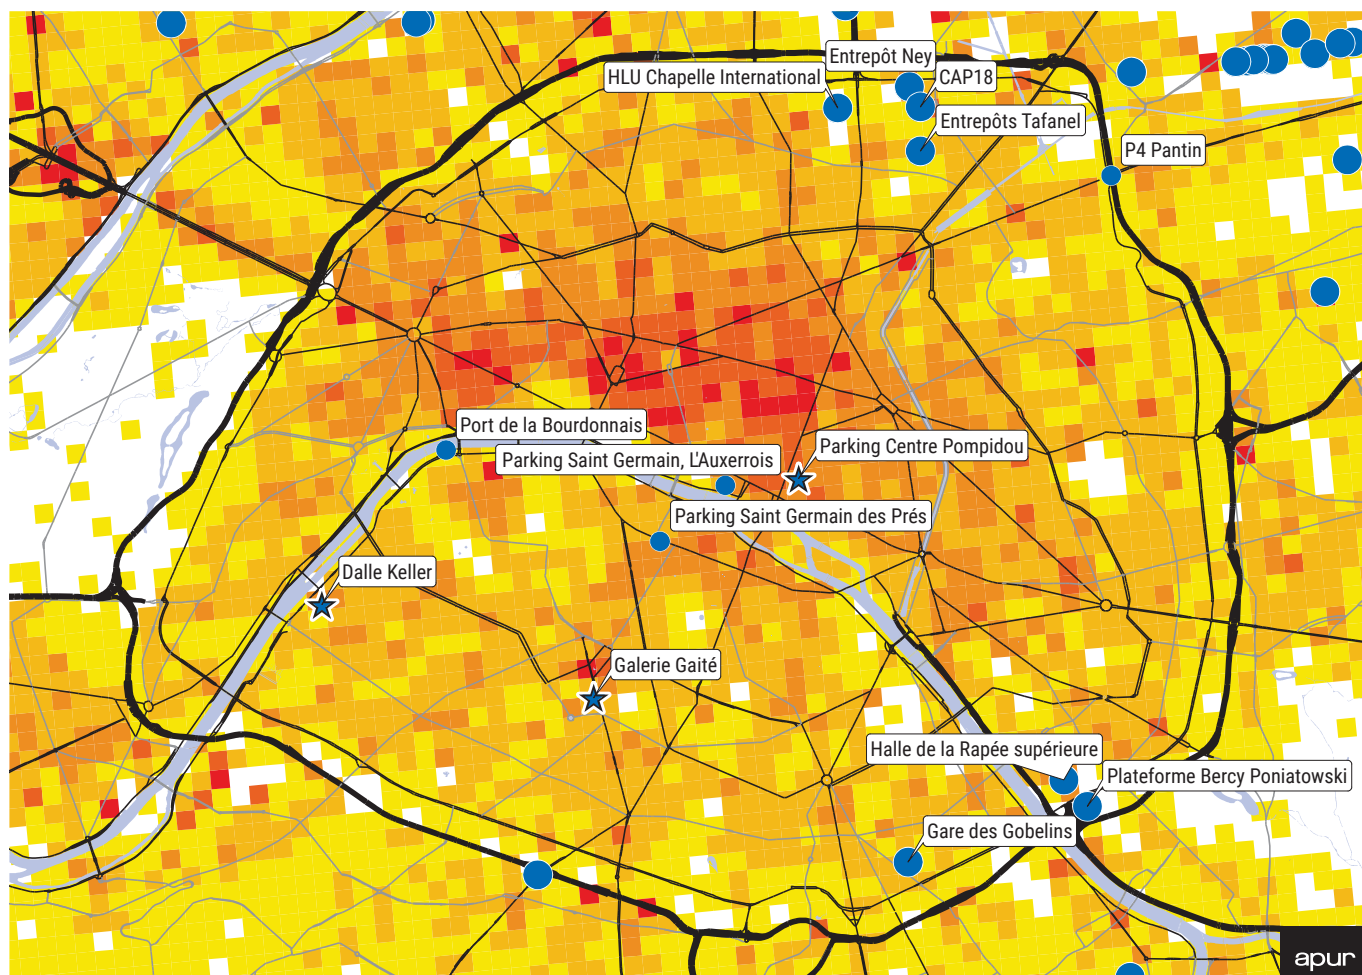 Entrepôt Ney
HLU Chapelle International
CAP18
Entrepôts Tafanel
P4 Pantin
Port de la Bourdonnais
Parking Saint Germain, L'Auxerrois
Parking Centre Pompidou
Parking Saint Germain des Prés
Dalle Keller
Galerie Gaité
Halle de la Rapée supérieure
Plateforme Bercy Poniatowski
Gare des Gobelins
apur